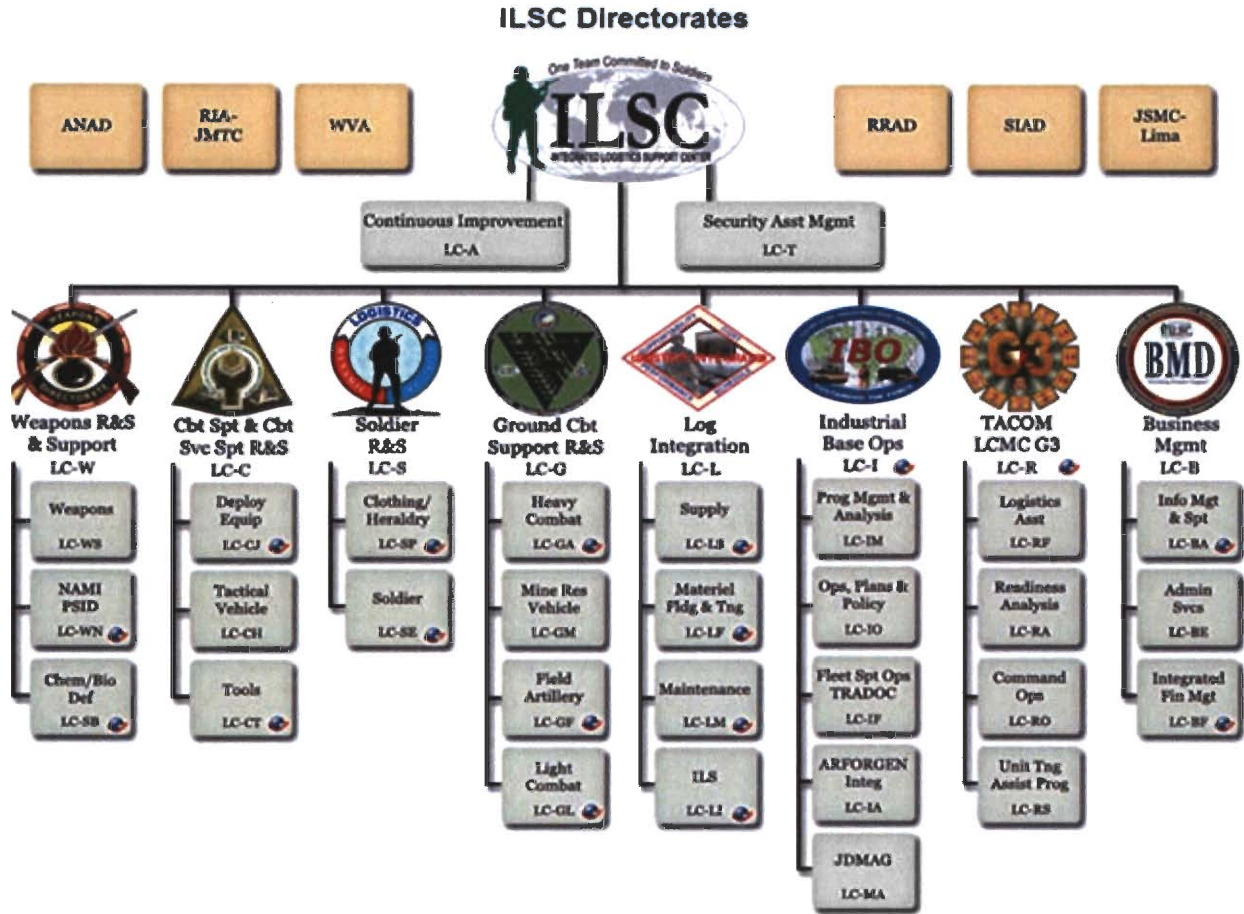 ILSC Directorates
One Team Committed to Soldiers
ILSC
INTEGRATED LOGISTICS SUPPORT CENTER
ANAD
RIA-
JMTC
WVA
RRAD
SIAD
JSMC-
Lima
Continuous Improvement
LC-A
Security Asst Mgmt
LC-T
WEAPONS
DIRECTORATE
LOGISTICS
READINESS
LOGISTICS INTEGRATION
IBO
G3
ILSC
BMD
Weapons R&S
& Support
LC-W
Weapons
LC-WS
NAMI
PSID
LC-WN
Chem/Bio
Def
LC-SB
Cbt Spt & Cbt
Svc Spt R&S
LC-C
Deploy
Equip
LC-CJ
Tactical
Vehicle
LC-CH
Tools
LC-CT
Soldier
R&S
LC-S
Clothing/
Heraldry
LC-SP
Soldier
LC-SE
Ground Cbt
Support R&S
LC-G
Heavy
Combat
LC-GA
Mine Res
Vehicle
LC-GM
Field
Artillery
LC-GF
Light
Combat
LC-GL
Log
Integration
LC-L
Supply
LC-LS
Materiel
Fldg & Tng
LC-LF
Maintenance
LC-LM
ILS
LC-LI
Industrial
Base Ops
LC-I
Prog Mgmt &
Analysis
LC-IM
Ops, Plans &
Policy
LC-IO
Fleet Spt Ops
TRADOC
LC-IF
ARFORGEN
Integ
LC-IA
JDMAG
LC-MA
TACOM
LCMC G3
LC-R
Logistics
Asst
LC-RF
Readiness
Analysis
LC-RA
Command
Ops
LC-RO
Unit Tng
Assist Prog
LC-RS
Business
Mgmt
LC-B
Info Mgt
& Spt
LC-BA
Admin
Svcs
LC-BE
Integrated
Fin Mgt
LC-BF